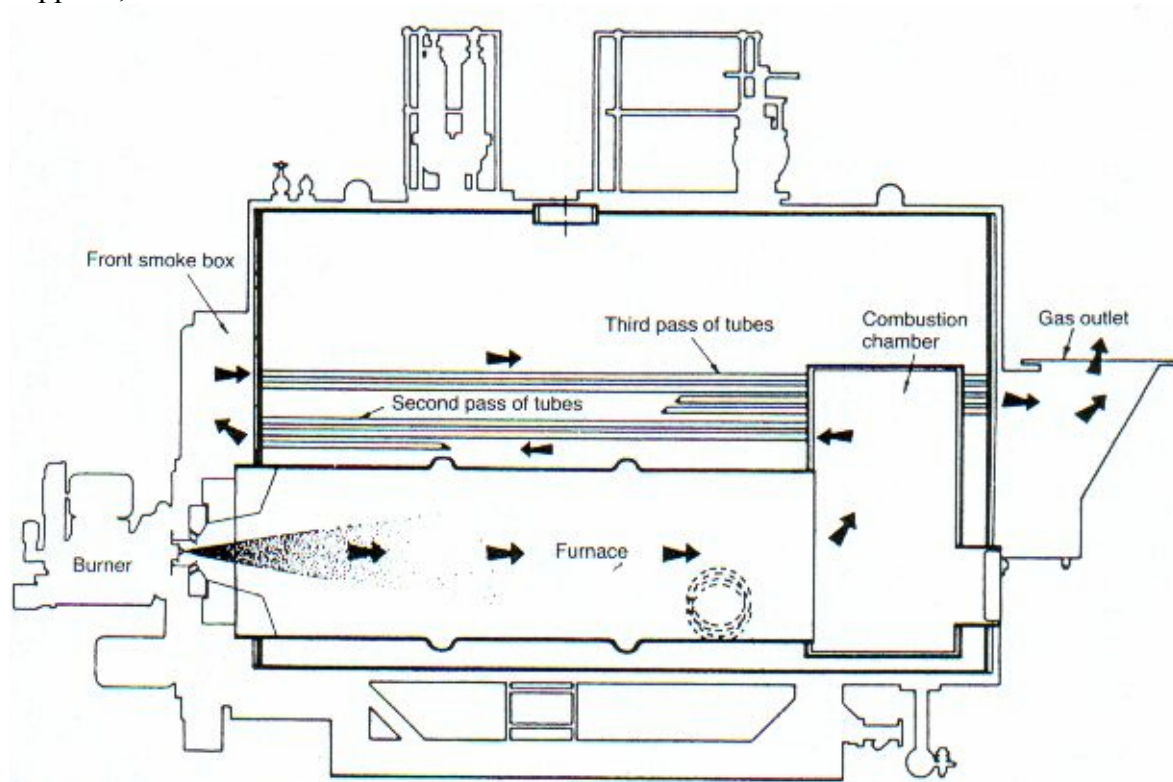 Front smoke box
Third pass of tubes
Combustion
chamber
Gas outlet
Second pass of tubes
Burner
Furnace